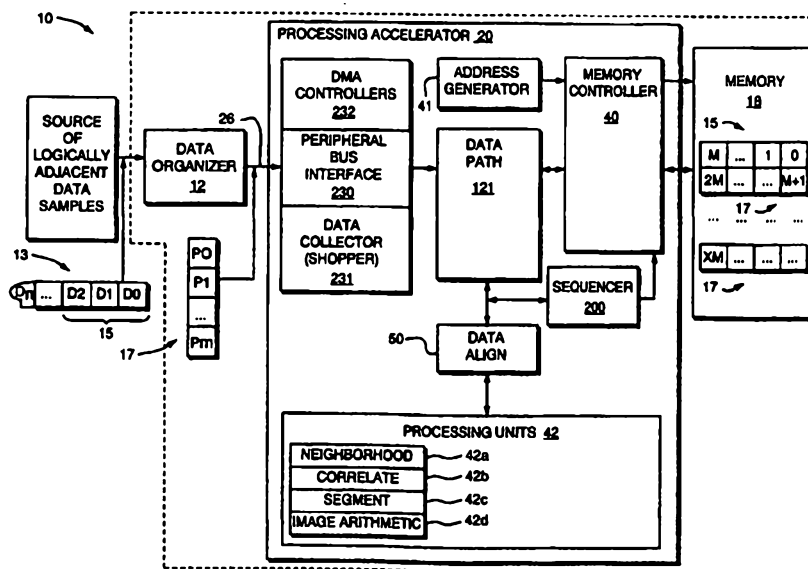 10
SOURCE
OF
LOGICALLY
ADJACENT
DATA
SAMPLES
13
... D2 D1 D0
15
DATA
ORGANIZER
12
26
P0
P1
...
Pm
17
PROCESSING ACCELERATOR 20
DMA
CONTROLLERS
232
PERIPHERAL
BUS
INTERFACE
230
DATA
COLLECTOR
(SHOPPER)
231
41
ADDRESS
GENERATOR
DATA
PATH
121
MEMORY
CONTROLLER
40
SEQUENCER
200
50
DATA
ALIGN
PROCESSING UNITS 42
NEIGHBORHOOD 42a
CORRELATE 42b
SEGMENT 42c
IMAGE ARITHMETIC 42d
MEMORY
18
15
M ... 1 0
2M ... ... M+1
17
... ... ... ...
XM ... ... ...
17